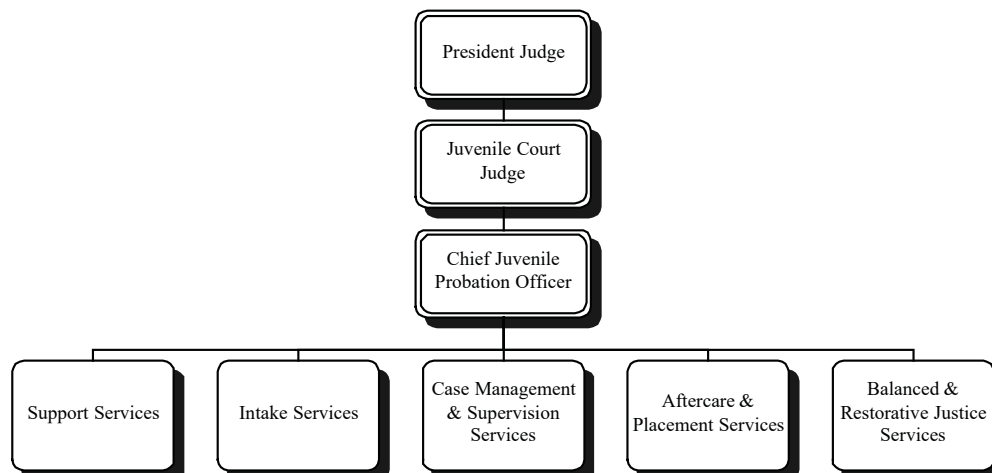 President Judge
Juvenile Court
Judge
Chief Juvenile
Probation Officer
Support Services
Intake Services
Case Management
& Supervision
Services
Aftercare &
Placement Services
Balanced &
Restorative Justice
Services